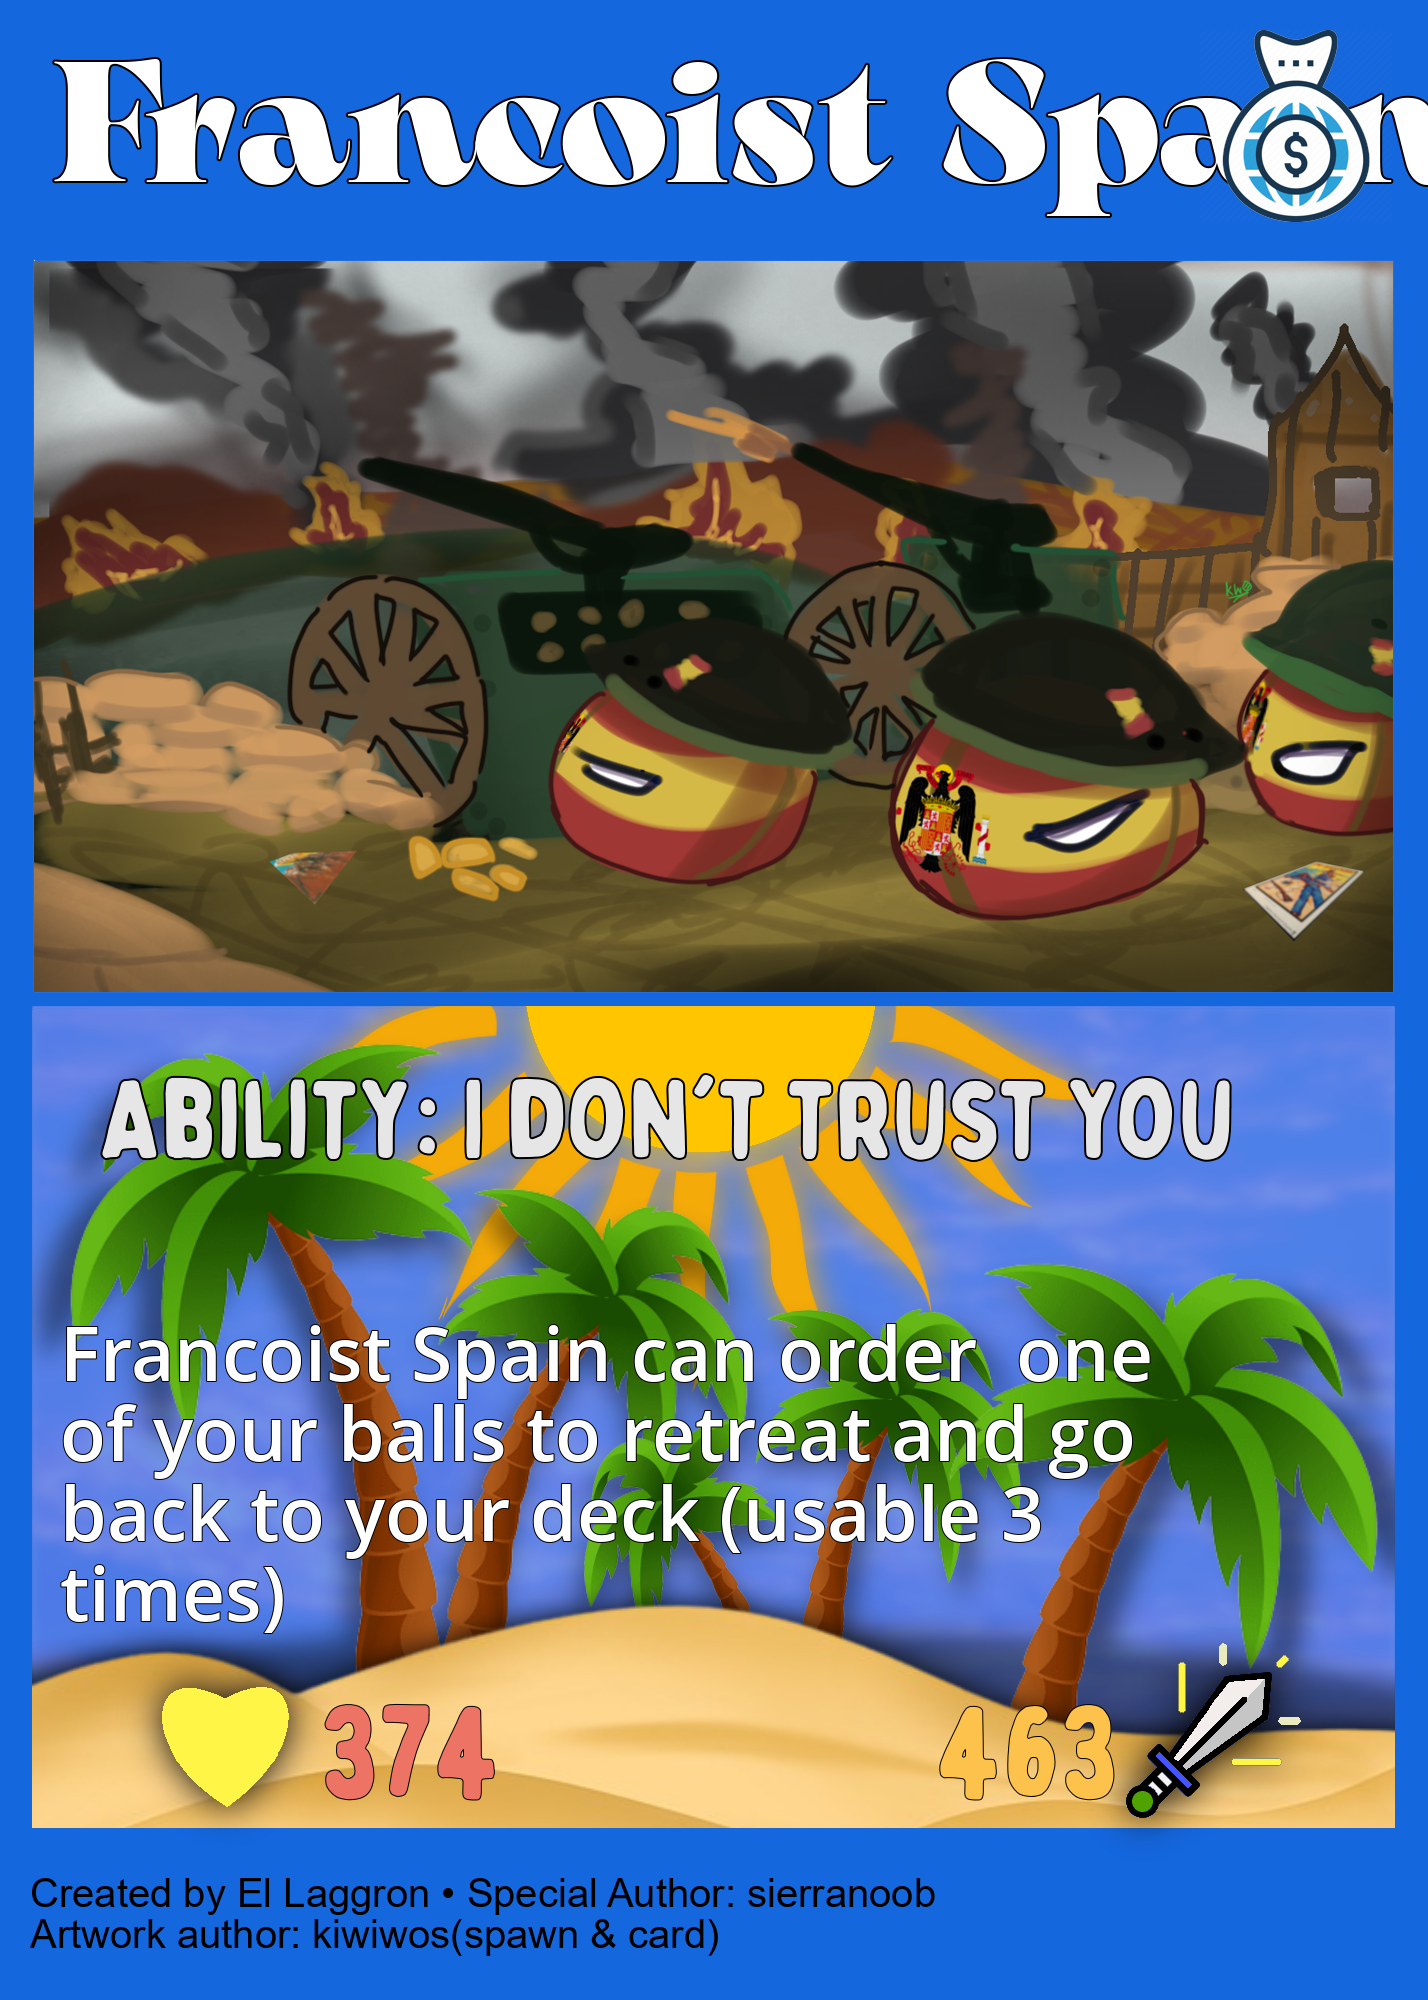 Francoist Spain
$
kwo
ABILITY: I DON'T TRUST YOU
Francoist Spain can order  one
of your balls to retreat and go
back to your deck (usable 3
times)
374
463
Created by El Laggron • Special Author: sierranoob
Artwork author: kiwiwos(spawn & card)